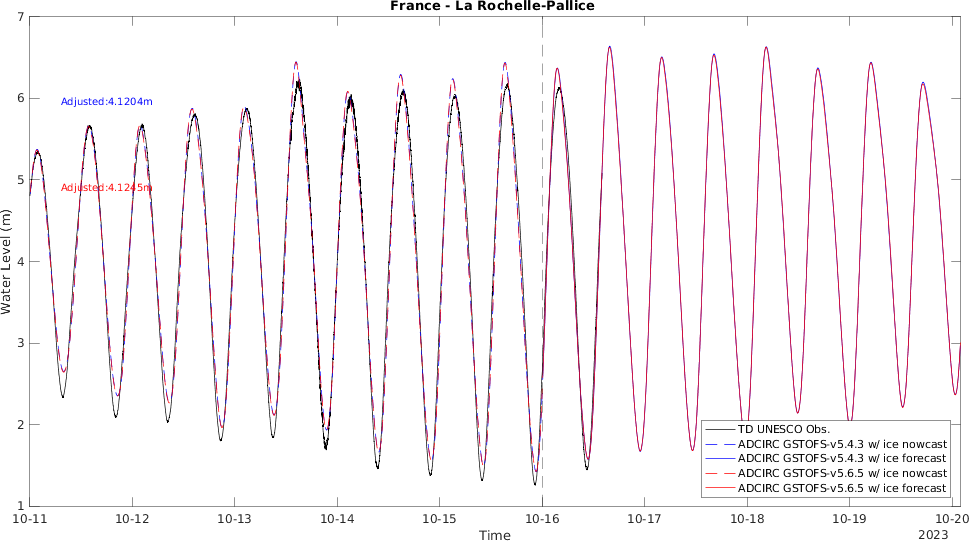 France - La Rochelle-Pallice
7
6
5
4
3
2
1
Water Level (m)
Adjusted:4.1204m
Adjusted:4.1245m
TD UNESCO Obs.
ADCIRC GSTOFS-v5.4.3 w/ ice nowcast
ADCIRC GSTOFS-v5.4.3 w/ ice forecast
ADCIRC GSTOFS-v5.6.5 w/ ice nowcast
ADCIRC GSTOFS-v5.6.5 w/ ice forecast
10-11 10-12 10-13 10-14 10-15 10-16 10-17 10-18 10-19 10-20
Time
2023